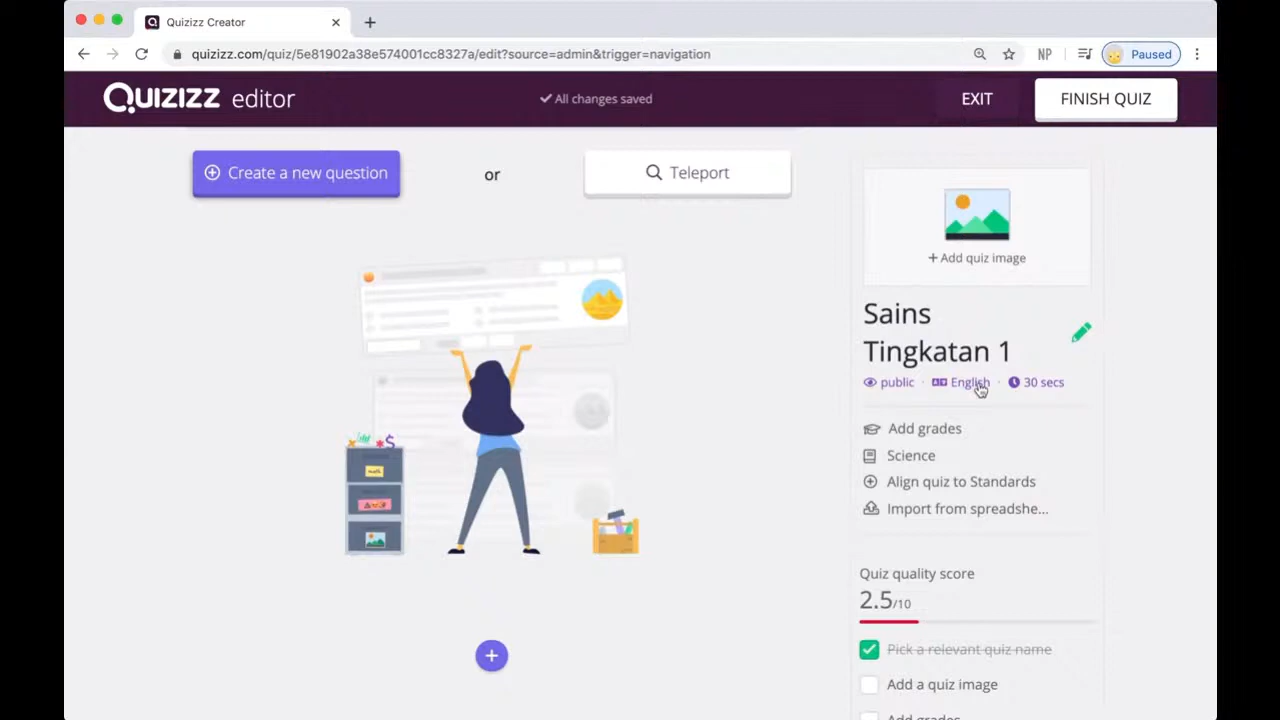 Quizizz Creator
quizizz.com/quiz/5e81902a38e574001cc8327a/edit?source=admin&trigger=navigation
NP
Paused
QUIZIZZ editor
All changes saved
EXIT
FINISH QUIZ
Create a new question
or
Teleport
+ Add quiz image
Sains
Tingkatan 1
public · English · 30 secs
Add grades
Science
Align quiz to Standards
Import from spreadshe...
Quiz quality score
2.5/10
Pick a relevant quiz name
Add a quiz image
Add grades